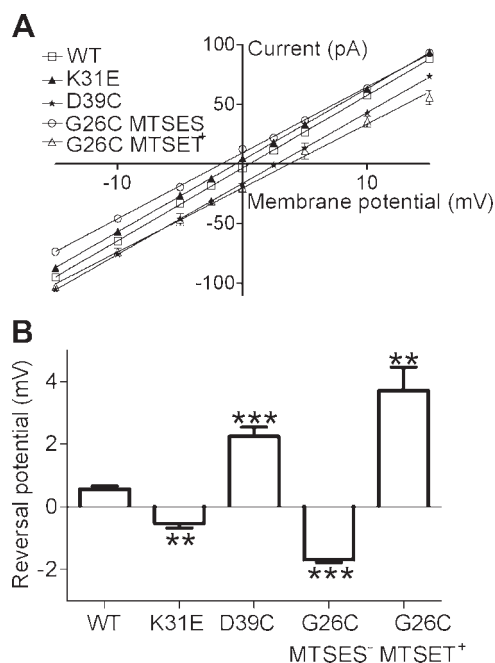 A
WT
K31E
D39C
G26C MTSES⁻
G26C MTSET⁺
100
Current (pA)
50
-10
10
Membrane potential (mV)
-50
-100
B
Reversal potential (mV)
4
2
0
-2
**
***
***
**
WT K31E D39C G26C G26C
MTSES⁻ MTSET⁺